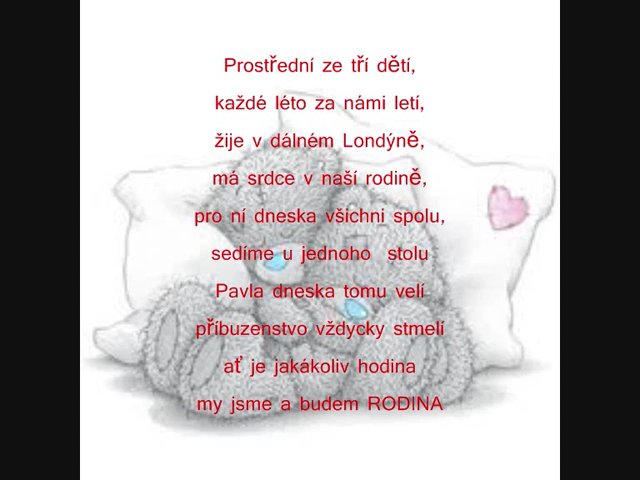 Prostřední ze tří dětí,
každé léto za námi letí,
žije v dálném Londýně,
má srdce v naší rodině,
pro ní dneska všichni spolu,
sedíme u jednoho stolu
Pavla dneska tomu velí
příbuzenstvo vždycky stmelí
ať je jakákoliv hodina
my jsme a budem RODINA